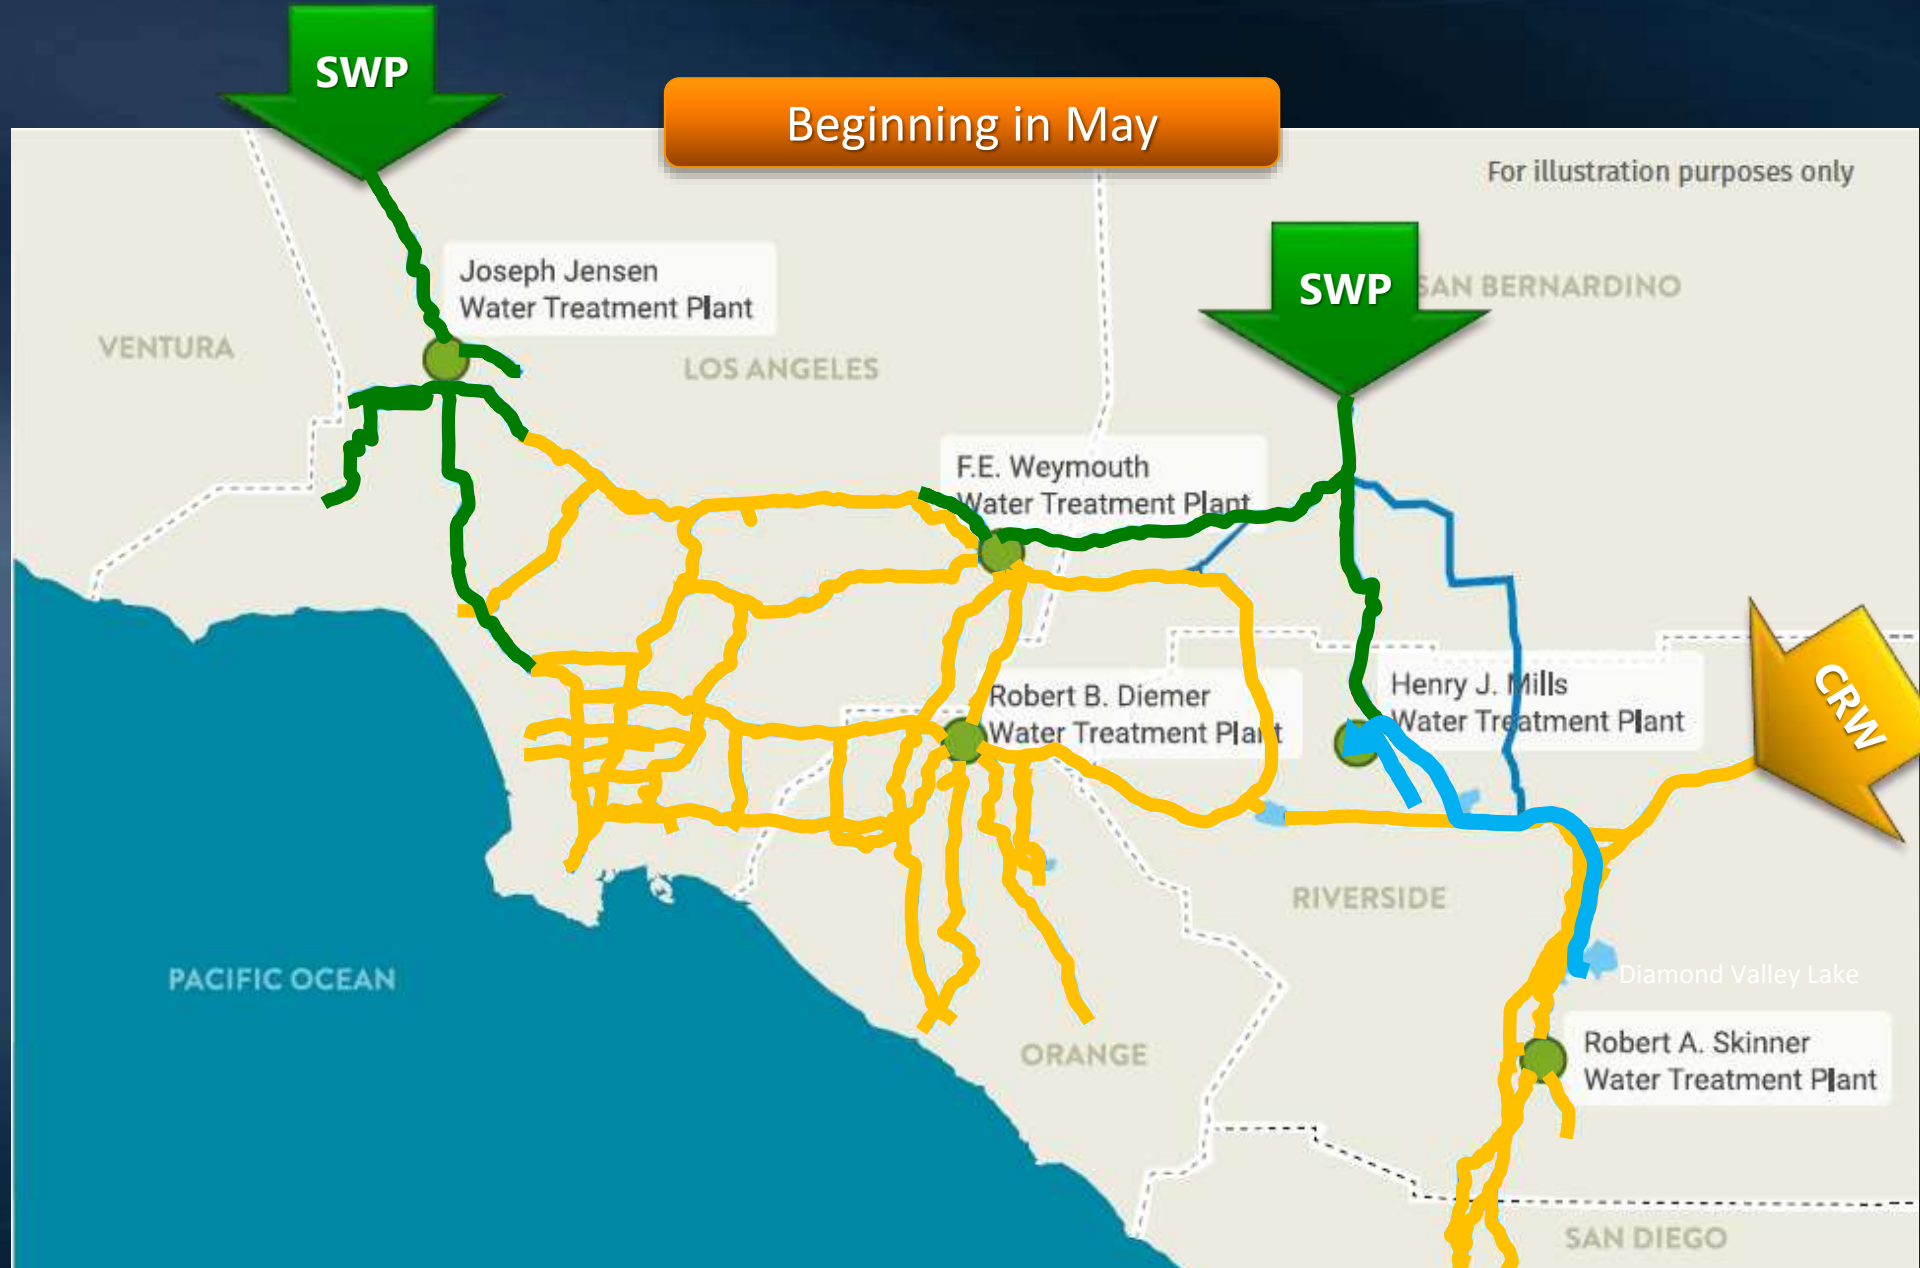 SWP
Beginning in May
For illustration purposes only
Joseph Jensen
Water Treatment Plant
SWP
SAN BERNARDINO
VENTURA
LOS ANGELES
F.E. Weymouth
Water Treatment Plant
CRW
Robert B. Diemer
Water Treatment Plant
Henry J. Mills
Water Treatment Plant
RIVERSIDE
PACIFIC OCEAN
Diamond Valley Lake
ORANGE
Robert A. Skinner
Water Treatment Plant
SAN DIEGO